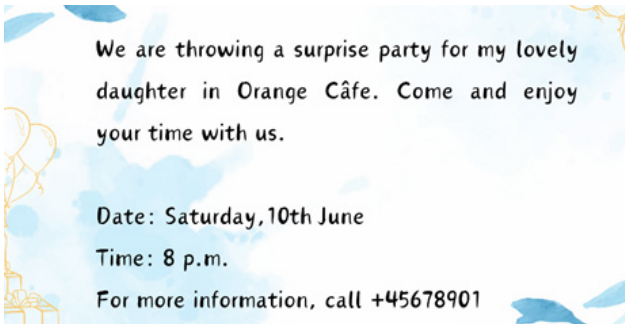 We are throwing a surprise party for my lovely
daughter in Orange Câfe. Come and enjoy
your time with us.
Date: Saturday, 10th June
Time: 8 p.m.
For more information, call +45678901